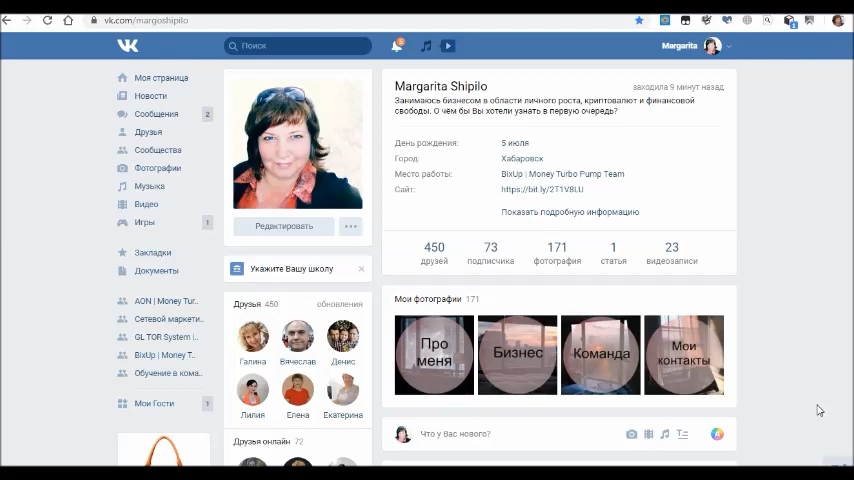 vk.com/margoshipilo
Поиск
5
Margarita
Моя страница
Новости
Сообщения 2
Друзья
Сообщества
Фотографии
Музыка
Видео
Игры 1
Закладки
Документы
AON | Money Tur..
Сетевой маркети..
GL TOR System |..
BixUp | Money T..
Обучение в кома..
Мои Гости 1
Редактировать
Укажите Вашу школу
Друзья 450 обновления
Галина Вячеслав Денис
Лилия Елена Екатерина
Друзья онлайн 72
Margarita Shipilo заходила 9 минут назад
Занимаюсь бизнесом в области личного роста, криптовалют и финансовой
свободы. О чём бы Вы хотели узнать в первую очередь?
День рождения: 5 июля
Город: Хабаровск
Место работы: BixUp | Money Turbo Pump Team
Сайт: https://bit.ly/2T1V8LU
Показать подробную информацию
450 73 171 1 23
друзей подписчика фотография статья видеозаписи
Мои фотографии 171
Про
меня
Бизнес
Команда
Мои
контакты
Что у Вас нового?